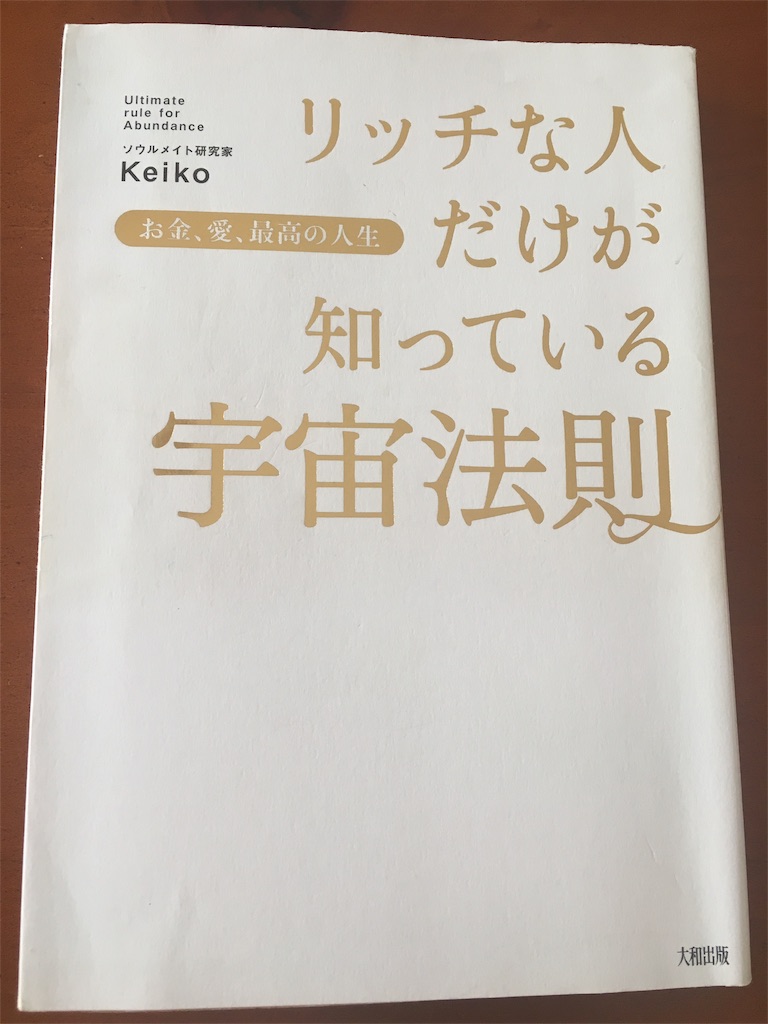 Ultimate
rule for
Abundance
ソウルメイト研究家
Keiko
お金、愛、最高の人生
リッチな人
だけが
知っている
宇宙法則
大和出版